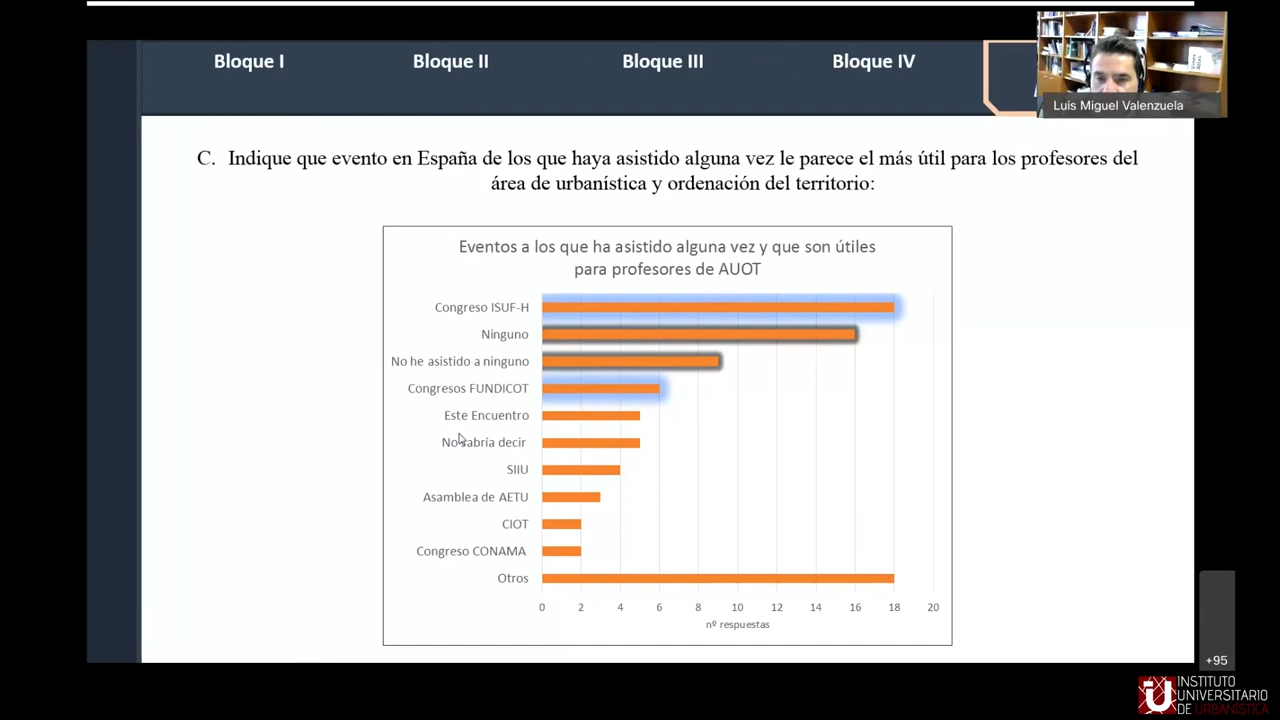 Bloque I
Bloque II
Bloque III
Bloque IV
Luis Miguel Valenzuela
C. Indique que evento en España de los que haya asistido alguna vez le parece el más útil para los profesores del
área de urbanística y ordenación del territorio:
Eventos a los que ha asistido alguna vez y que son útiles
para profesores de AUOT
Congreso ISUF-H
Ninguno
No he asistido a ninguno
Congresos FUNDICOT
Este Encuentro
No sabría decir
SIIU
Asamblea de AETU
CIOT
Congreso CONAMA
Otros
0 2 4 6 8 10 12 14 16 18 20
nº respuestas
+95
INSTITUTO
UNIVERSITARIO
DE URBANÍSTICA